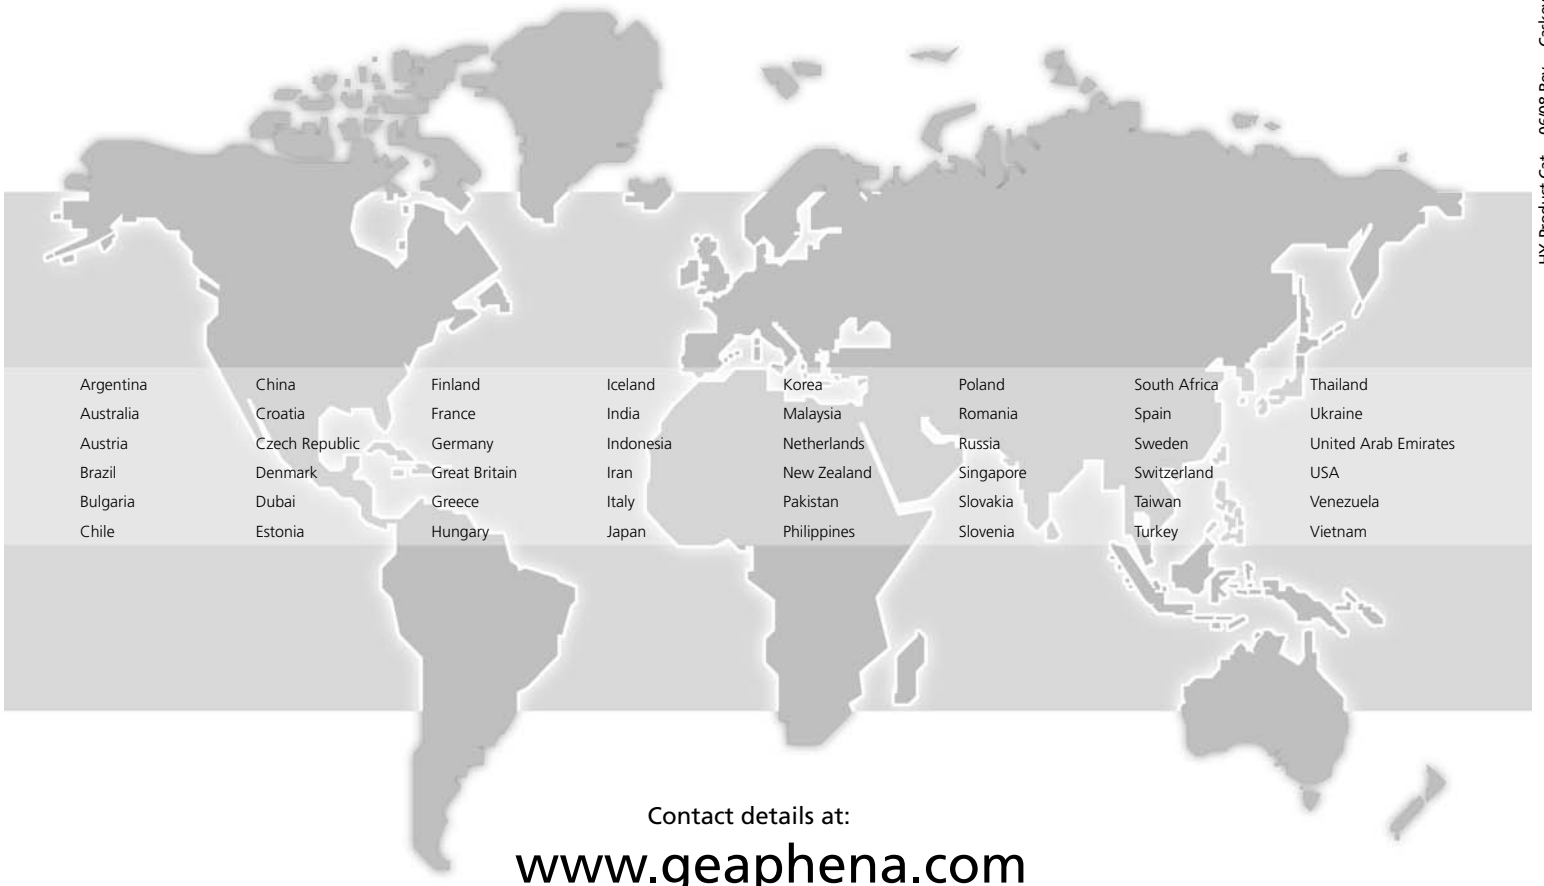 Argentina
Australia
Austria
Brazil
Bulgaria
Chile
China
Croatia
Czech Republic
Denmark
Dubai
Estonia
Finland
France
Germany
Great Britain
Greece
Hungary
Iceland
India
Indonesia
Iran
Italy
Japan
Korea
Malaysia
Netherlands
New Zealand
Pakistan
Philippines
Poland
Romania
Russia
Singapore
Slovakia
Slovenia
South Africa
Spain
Sweden
Switzerland
Taiwan
Turkey
Thailand
Ukraine
United Arab Emirates
USA
Venezuela
Vietnam
Contact details at:
www.geaphena.com